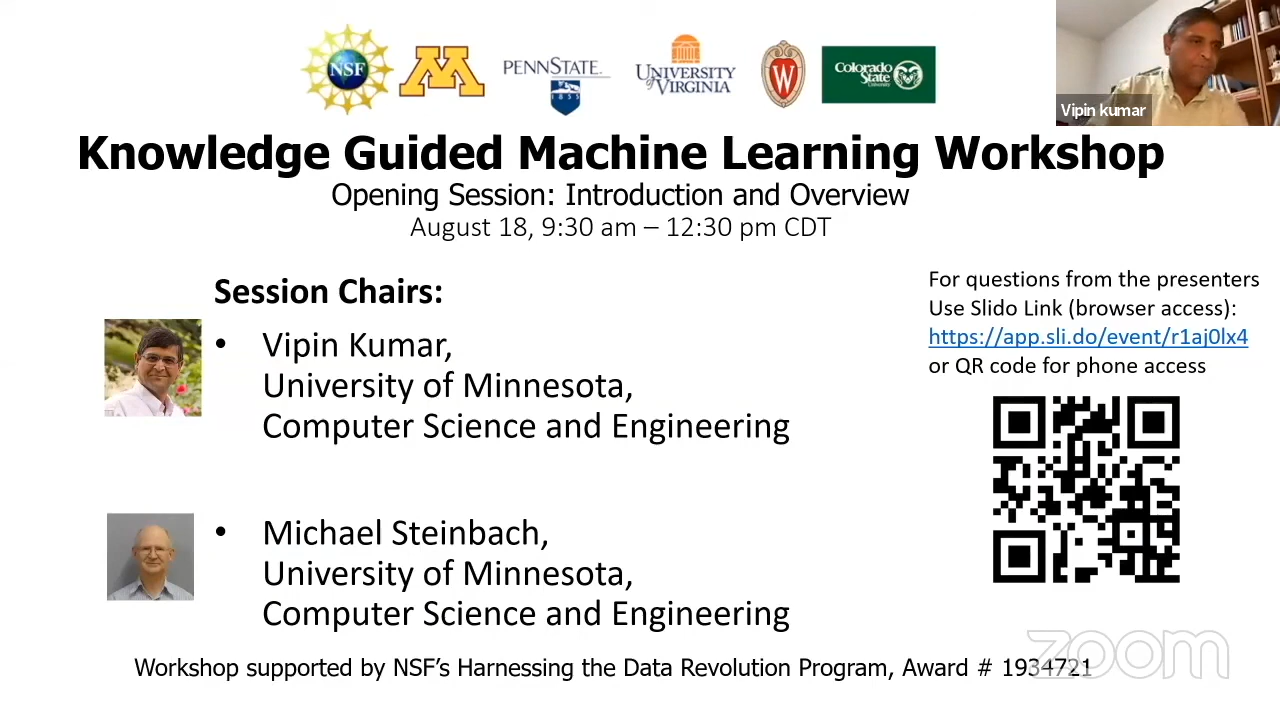 NSF
M
PENNSTATE
1855
UNIVERSITY
of VIRGINIA
W
Colorado
State
University
Vipin kumar
Knowledge Guided Machine Learning Workshop
Opening Session: Introduction and Overview
August 18, 9:30 am – 12:30 pm CDT
Session Chairs:
• Vipin Kumar,
University of Minnesota,
Computer Science and Engineering
• Michael Steinbach,
University of Minnesota,
Computer Science and Engineering
For questions from the presenters
Use Slido Link (browser access):
https://app.sli.do/event/r1aj0lx4
or QR code for phone access
Workshop supported by NSF’s Harnessing the Data Revolution Program, Award # 1934721
zoom